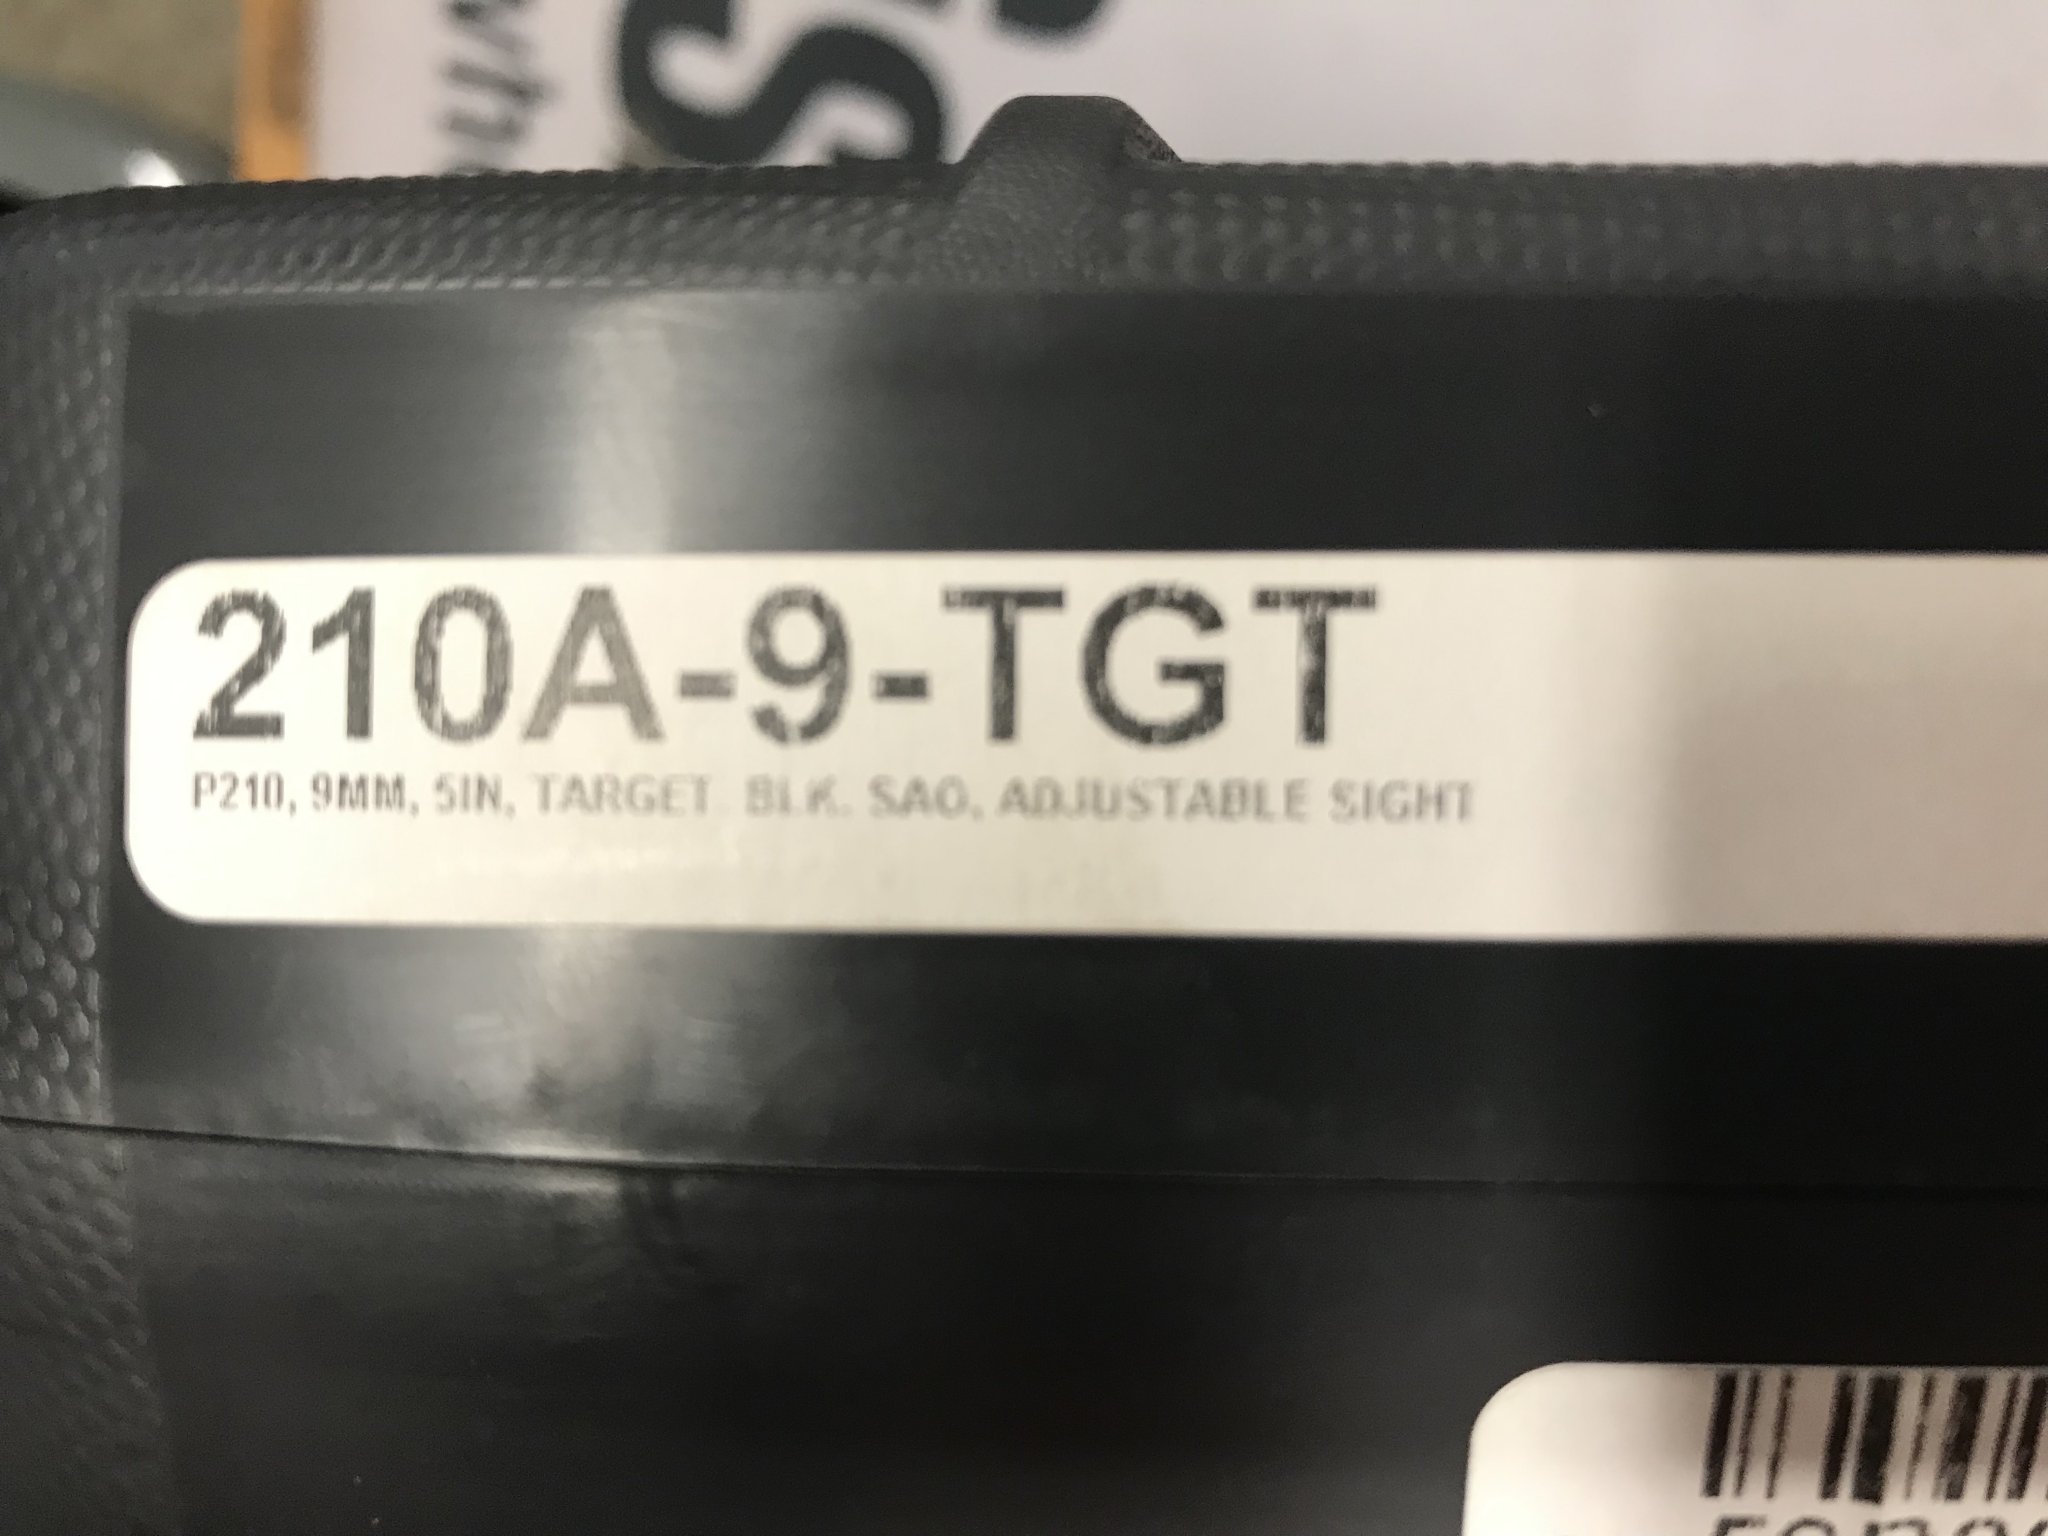 210A-9-TGT
P210, 9MM, 5IN, TARGET, BLK, SAO, ADJUSTABLE SIGHT